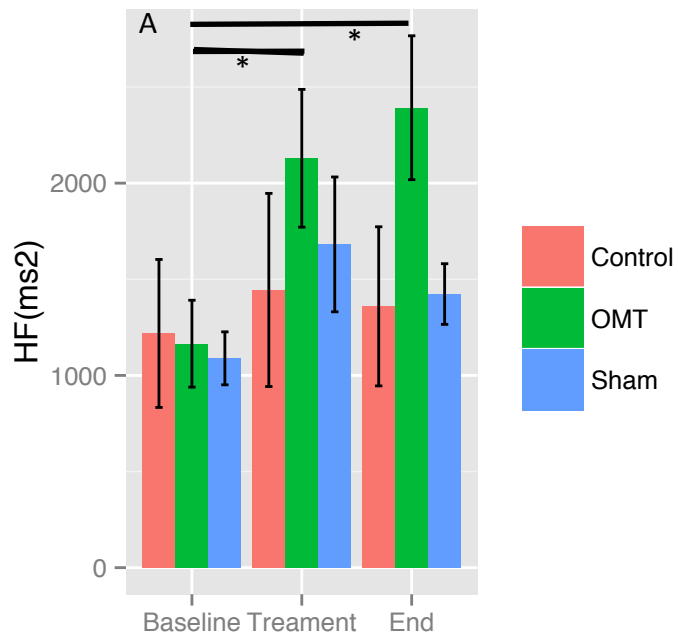 A
*
*
HF(ms2)
2000
1000
0
Baseline Treament End
Control
OMT
Sham